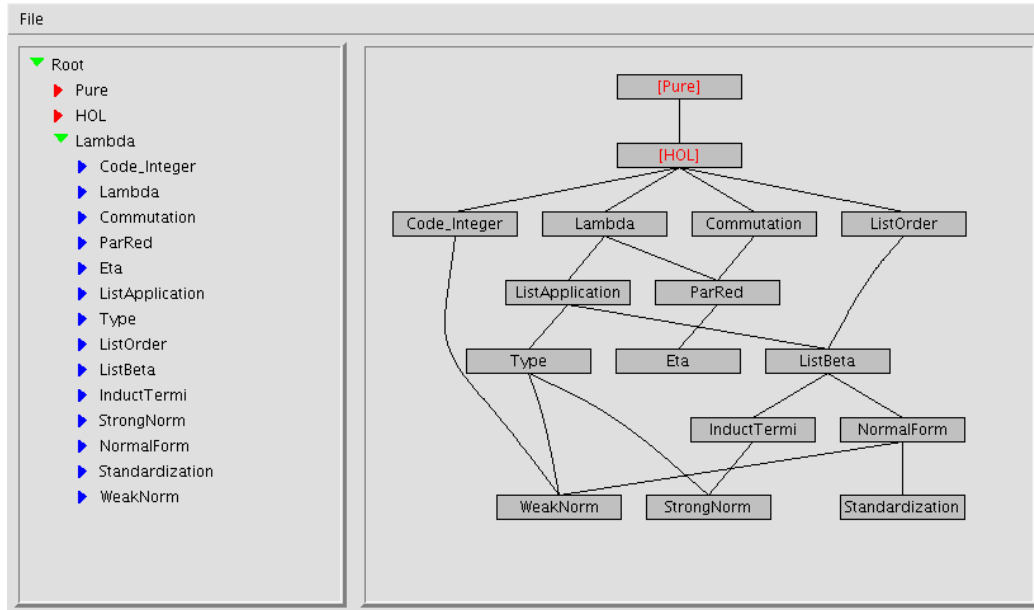 File
Root
Pure
HOL
Lambda
Code_Integer
Lambda
Commutation
ParRed
Eta
ListApplication
Type
ListOrder
ListBeta
InductTermi
StrongNorm
NormalForm
Standardization
WeakNorm
[Pure]
[HOL]
Code_Integer Lambda Commutation ListOrder
ListApplication ParRed
Type Eta ListBeta
InductTermi NormalForm
WeakNorm StrongNorm Standardization